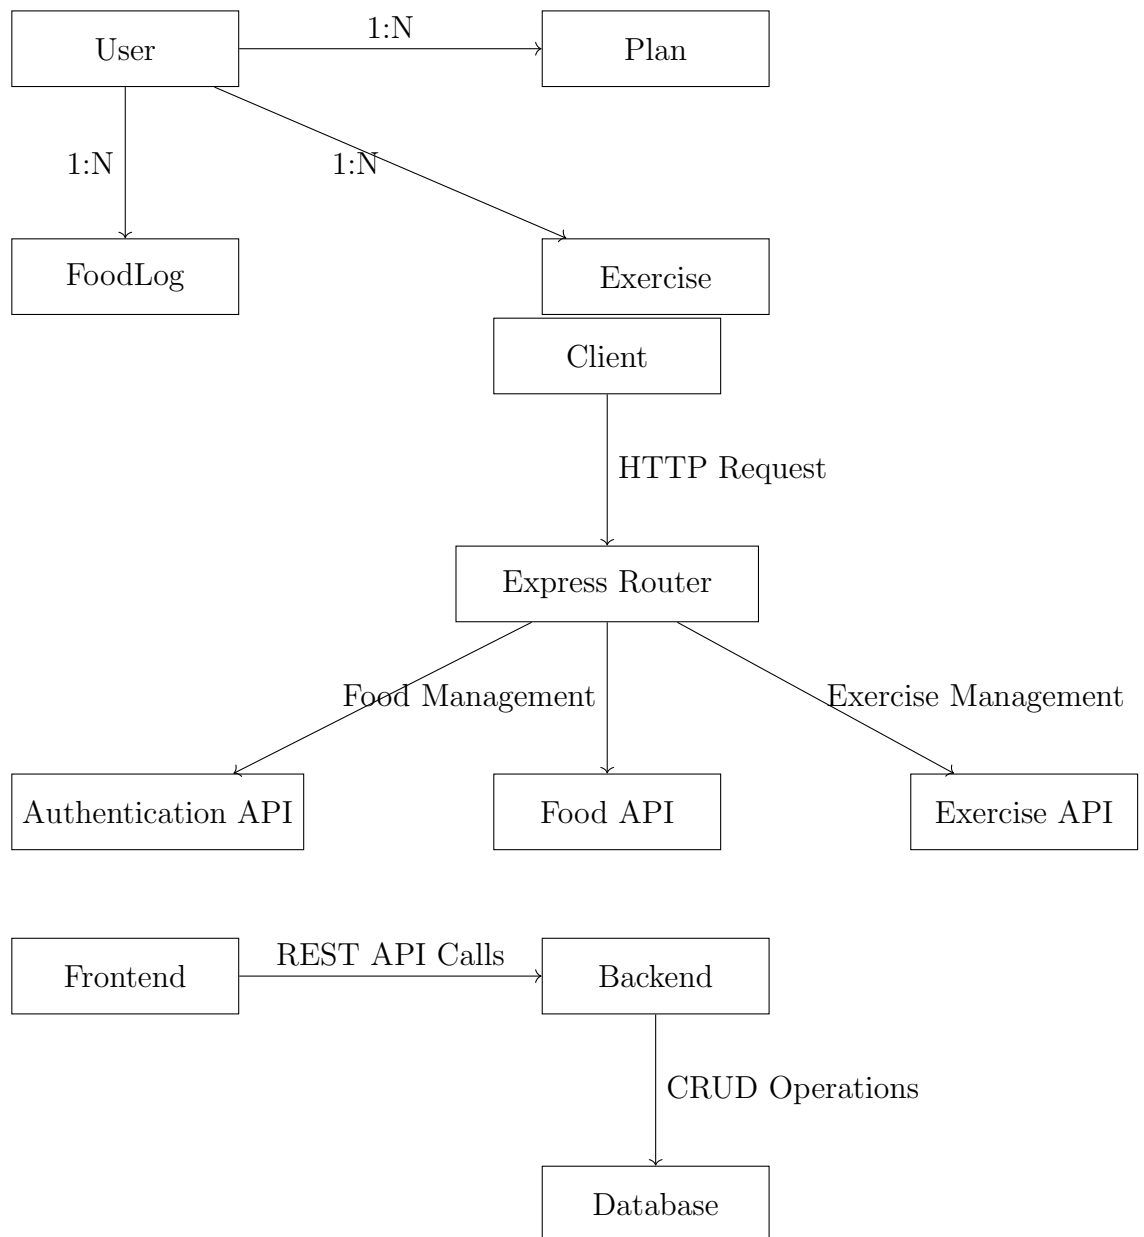 1:N
User
Plan
1:N
1:N
FoodLog
Exercise
Client
HTTP Request
Express Router
Food Management
Exercise Management
Authentication API
Food API
Exercise API
REST API Calls
Frontend
Backend
CRUD Operations
Database